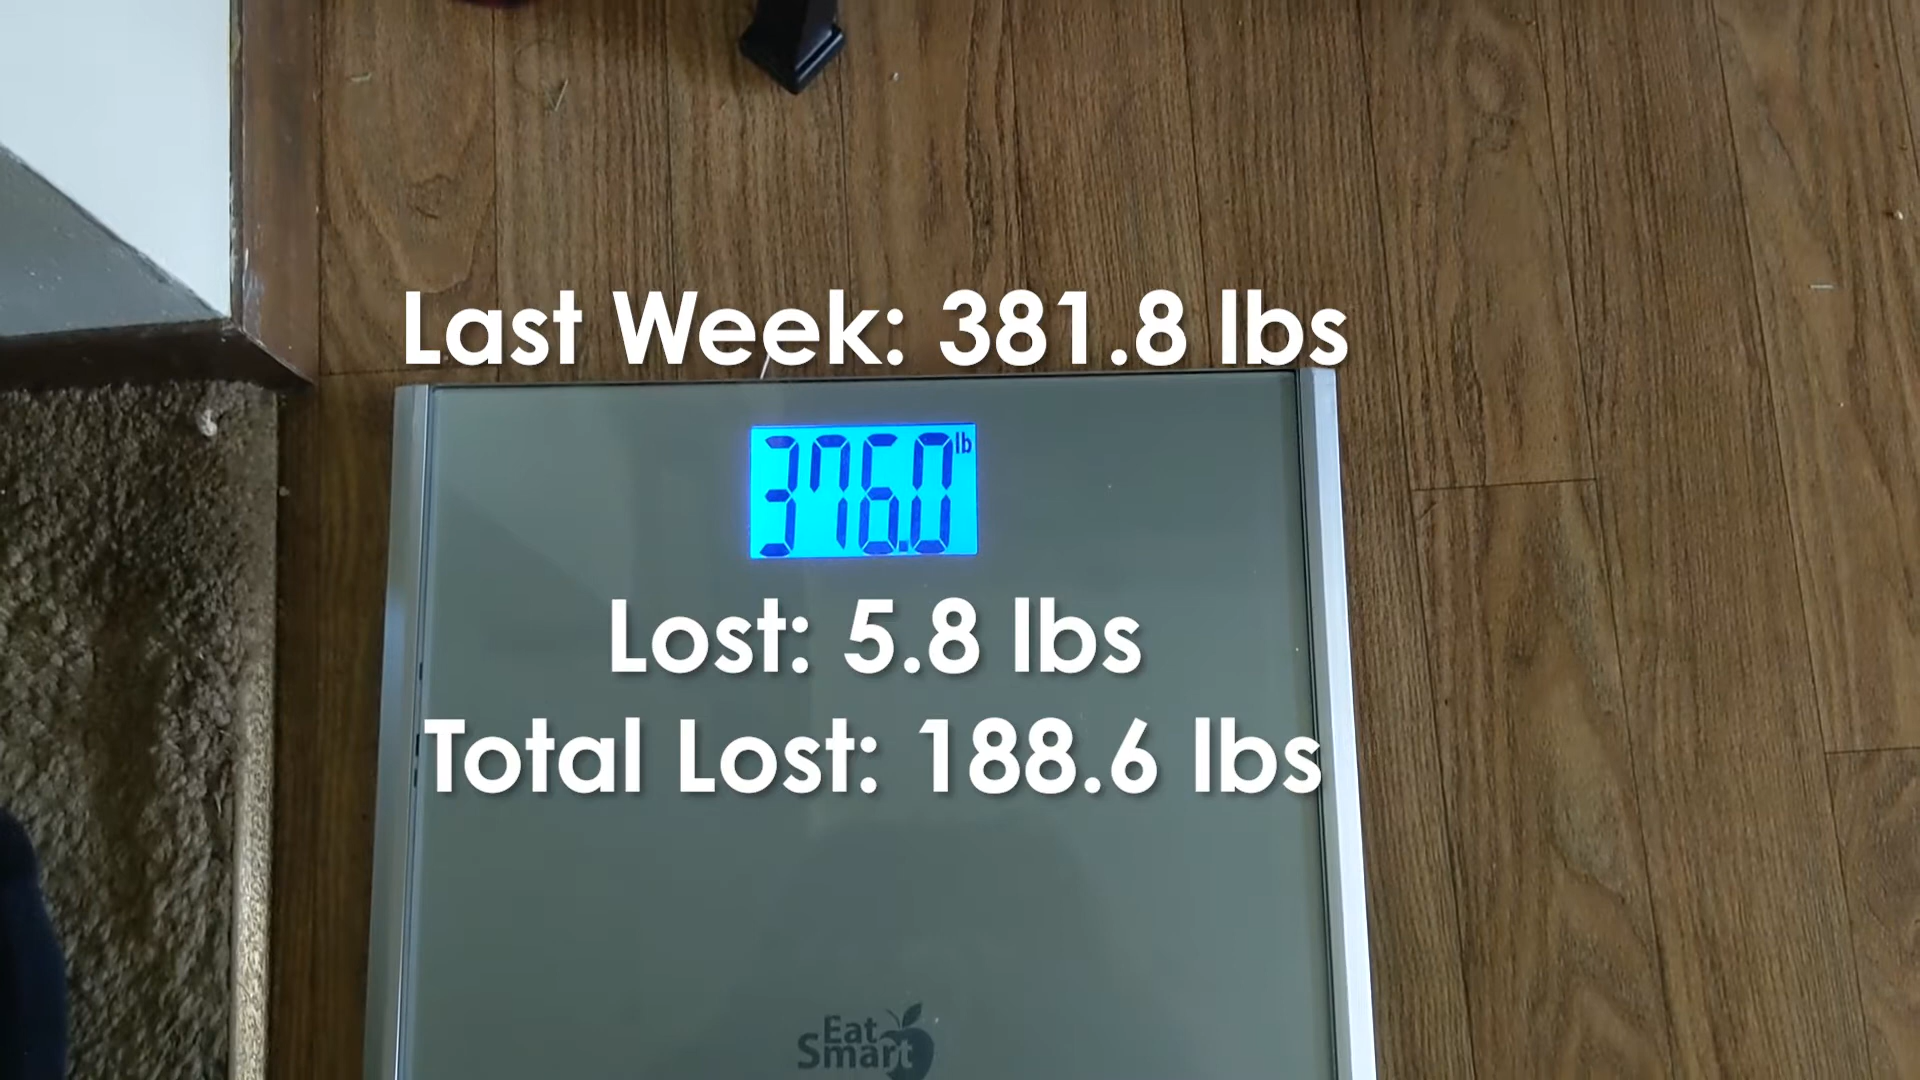 Last Week: 381.8 lbs
376.0 lb
Lost: 5.8 lbs
Total Lost: 188.6 lbs
Eat
Smart